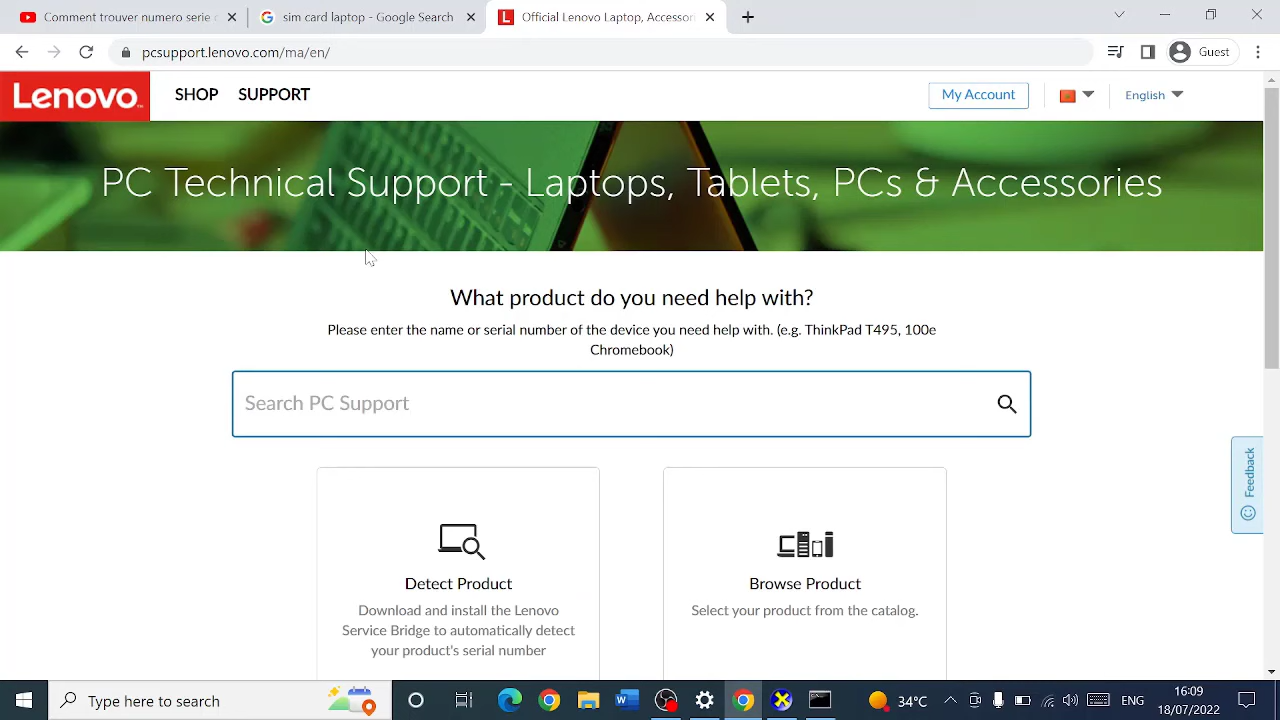 Comment trouver numero serie d
sim card laptop - Google Search
Official Lenovo Laptop, Accessori
pcsupport.lenovo.com/ma/en/
Guest
Lenovo
SHOP
SUPPORT
My Account
English
PC Technical Support - Laptops, Tablets, PCs & Accessories
What product do you need help with?
Please enter the name or serial number of the device you need help with. (e.g. ThinkPad T495, 100e
Chromebook)
Search PC Support
Feedback
Detect Product
Download and install the Lenovo
Service Bridge to automatically detect
your product's serial number
Browse Product
Select your product from the catalog.
Type here to search
34°C
ENG
16:09
18/07/2022